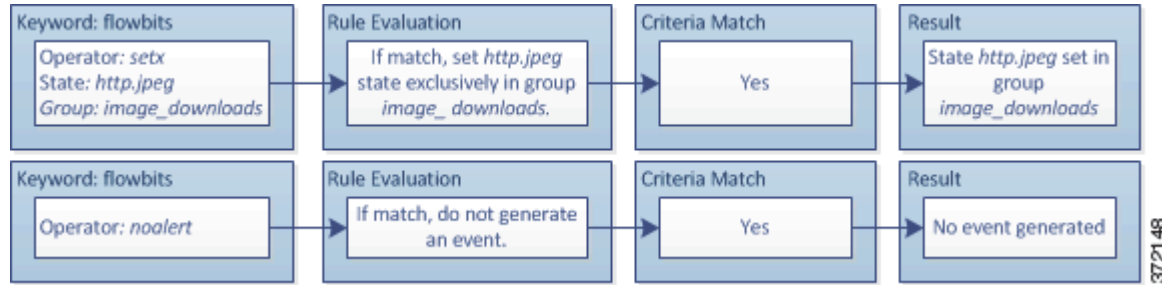 Keyword: flowbits
Operator: setx
State: http.jpeg
Group: image_downloads
Rule Evaluation
If match, set http.jpeg
state exclusively in group
image_ downloads.
Criteria Match
Yes
Result
State http.jpeg set in
group
image_downloads
Keyword: flowbits
Operator: noalert
Rule Evaluation
If match, do not generate
an event.
Criteria Match
Yes
Result
No event generated
372148